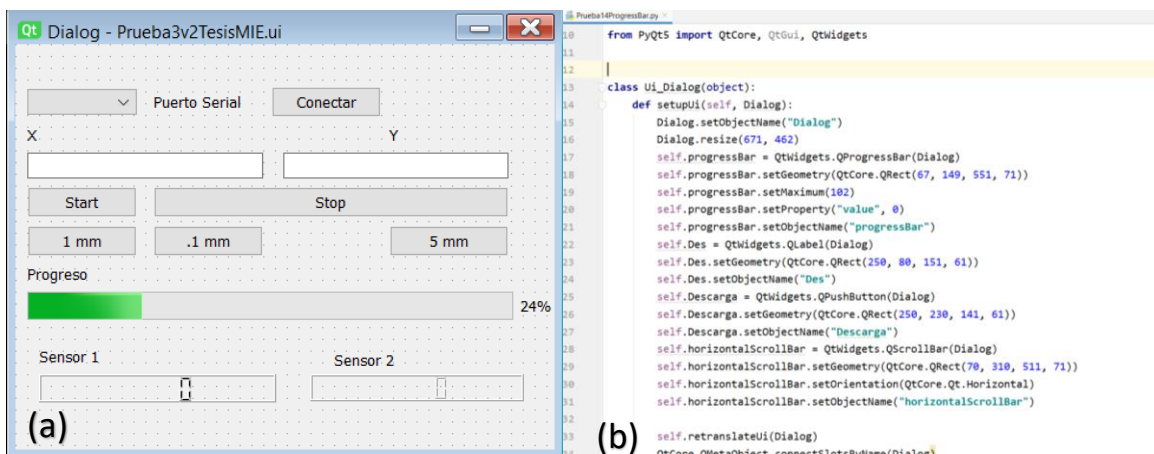 Qt Dialog - Prueba3v2TesisMIE.ui
Puerto Serial Conectar
X Y
Start Stop
1 mm .1 mm 5 mm
Progreso
24%
Sensor 1 Sensor 2
0 0
(a)
Prueba14ProgressBar.py
10 from PyQt5 import QtCore, QtGui, QtWidgets
11
12
13 class Ui_Dialog(object):
14 def setupUi(self, Dialog):
15 Dialog.setObjectName("Dialog")
16 Dialog.resize(671, 462)
17 self.progressBar = QtWidgets.QProgressBar(Dialog)
18 self.progressBar.setGeometry(QtCore.QRect(67, 149, 551, 71))
19 self.progressBar.setMaximum(102)
20 self.progressBar.setProperty("value", 0)
21 self.progressBar.setObjectName("progressBar")
22 self.Des = QtWidgets.QLabel(Dialog)
23 self.Des.setGeometry(QtCore.QRect(250, 80, 151, 61))
24 self.Des.setObjectName("Des")
25 self.Descarga = QtWidgets.QPushButton(Dialog)
26 self.Descarga.setGeometry(QtCore.QRect(250, 230, 141, 61))
27 self.Descarga.setObjectName("Descarga")
28 self.horizontalScrollBar = QtWidgets.QScrollBar(Dialog)
29 self.horizontalScrollBar.setGeometry(QtCore.QRect(70, 310, 511, 71))
30 self.horizontalScrollBar.setOrientation(QtCore.Qt.Horizontal)
31 self.horizontalScrollBar.setObjectName("horizontalScrollBar")
32
33 self.retranslateUi(Dialog)
QtCore.QMetaObject.connectSlotsByName(Dialog)
(b)